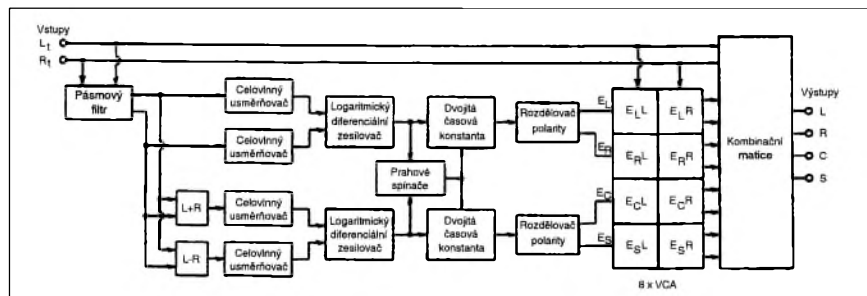 Vstupy
Lt
Rt
Pásmový
filtr
L+R
L-R
Celovlnný
usměrňovač
Celovlnný
usměrňovač
Celovlnný
usměrňovač
Celovlnný
usměrňovač
Logaritmický
diferenciální
zesilovač
Logaritmický
diferenciální
zesilovač
Prahové
spínače
Dvojitá
časová
konstanta
Dvojitá
časová
konstanta
Rozdělovač
polarity
Rozdělovač
polarity
EL
ER
EC
ES
ELL ELR
ERL ERR
ECL ECR
ESL ESR
8 x VCA
Kombinační
matice
Výstupy
L
R
C
S